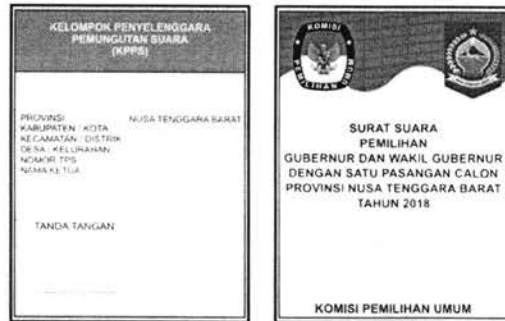 KELOMPOK PENYELENGGARA
PEMUNGUTAN SUARA
(KPPS)
PROVINSI NUSA TENGGARA BARAT
KABUPATEN / KOTA
KECAMATAN / DISTRIK
DESA / KELURAHAN
NOMOR TPS
NAMA KETUA
TANDA TANGAN
KOMISI
PEMILIHAN UMUM
SURAT SUARA
PEMILIHAN
GUBERNUR DAN WAKIL GUBERNUR
DENGAN SATU PASANGAN CALON
PROVINSI NUSA TENGGARA BARAT
TAHUN 2018
KOMISI PEMILIHAN UMUM